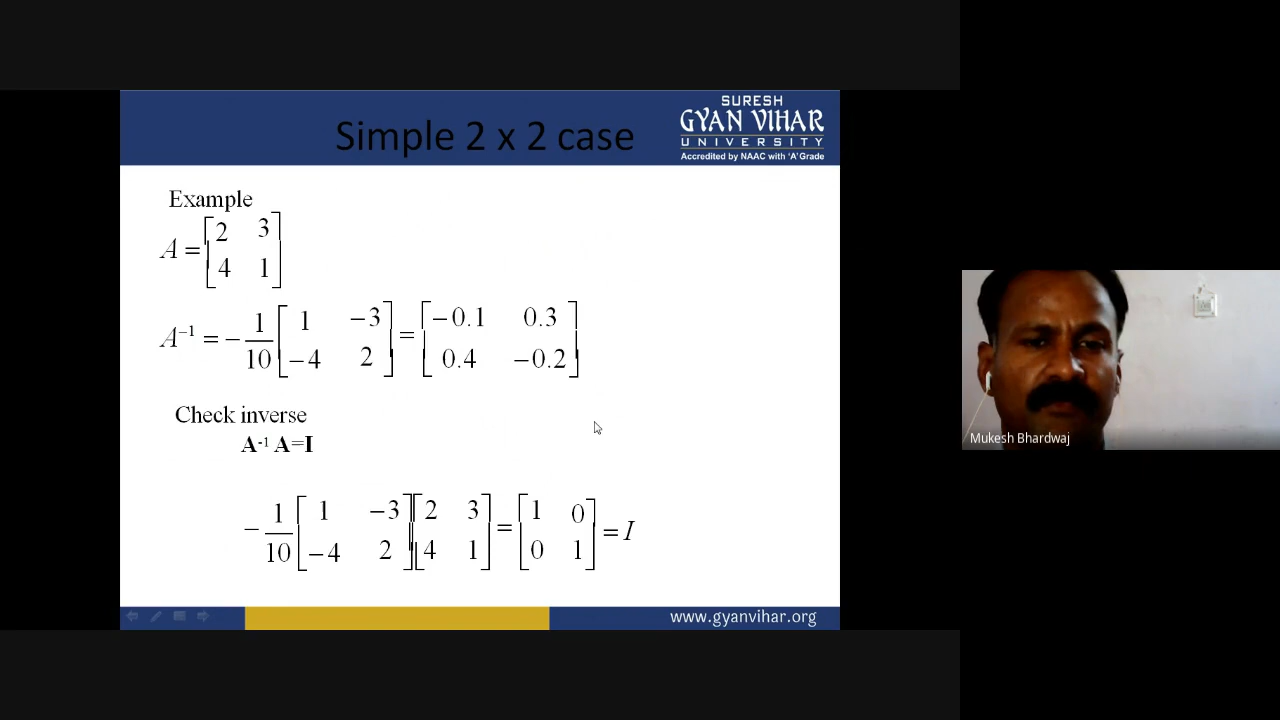 Simple 2 x 2 case
SURESH
GYAN VIHAR
UNIVERSITY
Accredited by NAAC with 'A' Grade
Example
A = [2 3
4 1]
A⁻¹ = − 1/10 [1 −3
−4 2] = [−0.1 0.3
0.4 −0.2]
Check inverse
A⁻¹ A=I
− 1/10 [1 −3
−4 2] [2 3
4 1] = [1 0
0 1] = I
www.gyanvihar.org
Mukesh Bhardwaj